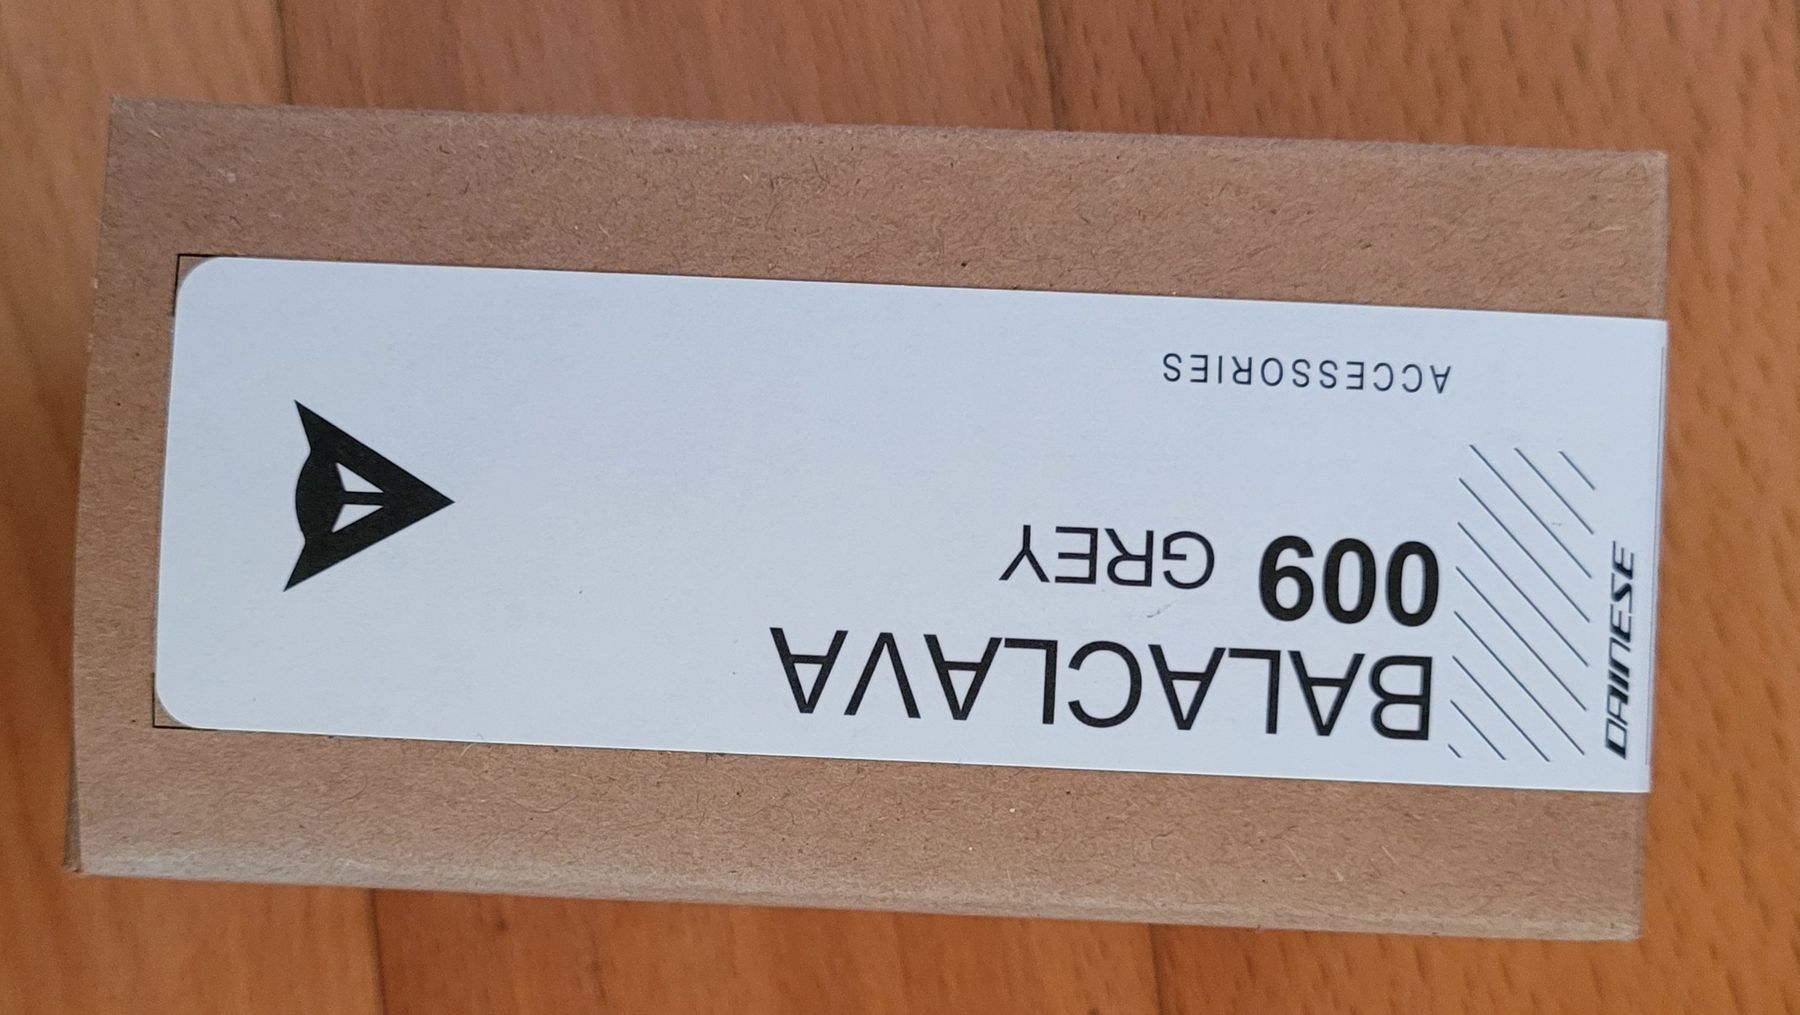 BALACLAVA
009 GREY
ACCESSORIES
DAINESE